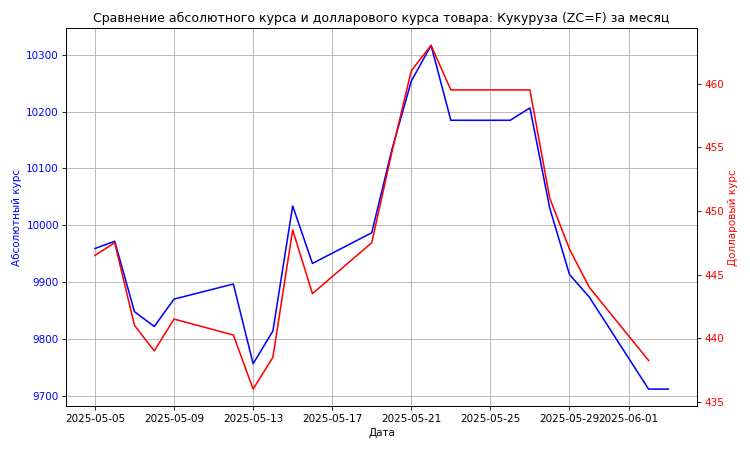 Сравнение абсолютного курса и долларового курса товара: Кукуруза (ZC=F) за месяц
Абсолютный курс
10300
10200
10100
10000
9900
9800
9700
460
455
450
445
440
435
Долларовый курс
2025-05-05 2025-05-09 2025-05-13 2025-05-17 2025-05-21 2025-05-25 2025-05-29 2025-06-01
Дата